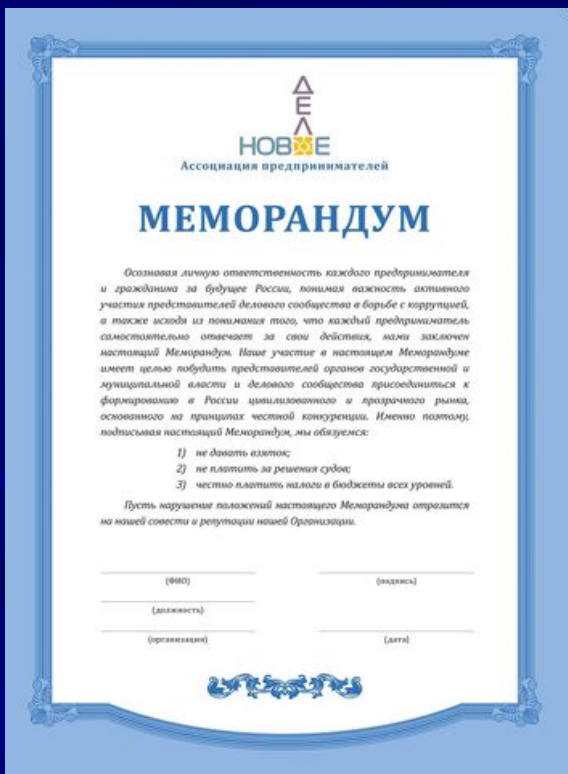 ДЕЛ
НОВОЕ
Ассоциация предпринимателей
МЕМОРАНДУМ
Осознавая личную ответственность каждого предпринимателя
и гражданина за будущее России, понимая важность активного
участия представителей делового сообщества в борьбе с коррупцией,
а также исходя из понимания того, что каждый предприниматель
самостоятельно отвечает за свои действия, нами заключен
настоящий Меморандум. Наше участие в настоящем Меморандуме
имеет целью побудить представителей органов государственной и
муниципальной власти и делового сообщества присоединиться к
формированию в России цивилизованного и прозрачного рынка,
основанного на принципах честной конкуренции. Именно поэтому,
подписывая настоящий Меморандум, мы обязуемся:
1) не давать взяток;
2) не платить за решения судов;
3) честно платить налоги в бюджеты всех уровней.
Пусть нарушение положений настоящего Меморандума отразится
на нашей совести и репутации нашей Организации.
(ФИО) (подпись)
(должность)
(организация) (дата)